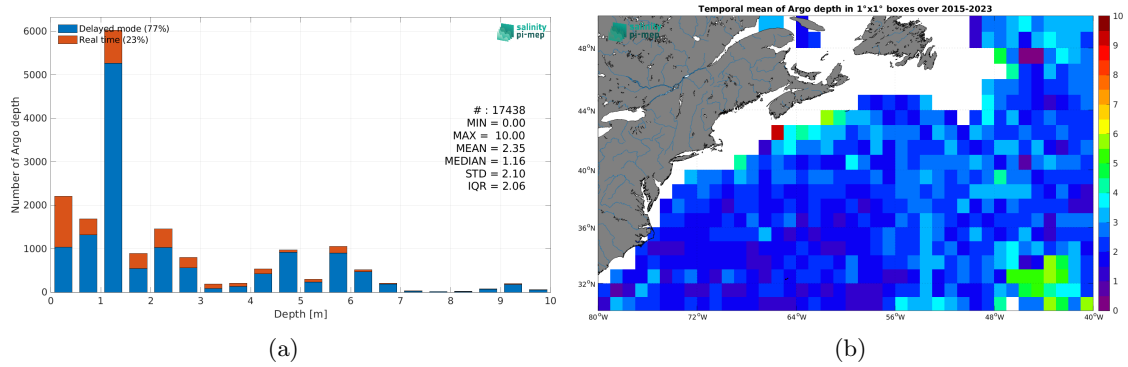 Delayed mode (77%)
Real time (23%)
salinity
pi-mep
# : 17438
MIN = 0.00
MAX = 10.00
MEAN = 2.35
MEDIAN = 1.16
STD = 2.10
IQR = 2.06
Number of Argo depth
6000
5000
4000
3000
2000
1000
0
0 1 2 3 4 5 6 7 8 9 10
Depth [m]
(a)
Temporal mean of Argo depth in 1°x1° boxes over 2015-2023
salinity
pi-mep
48°N
44°N
40°N
36°N
32°N
80°W 72°W 64°W 56°W 48°W 40°W
10
9
8
7
6
5
4
3
2
1
0
(b)